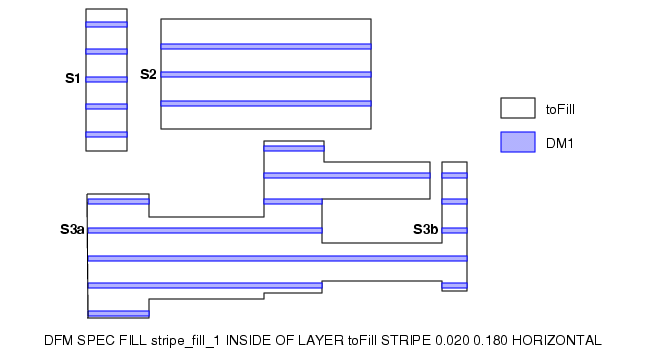 S1
S2
toFill
DM1
S3a
S3b
DFM SPEC FILL stripe_fill_1 INSIDE OF LAYER toFill STRIPE 0.020 0.180 HORIZONTAL